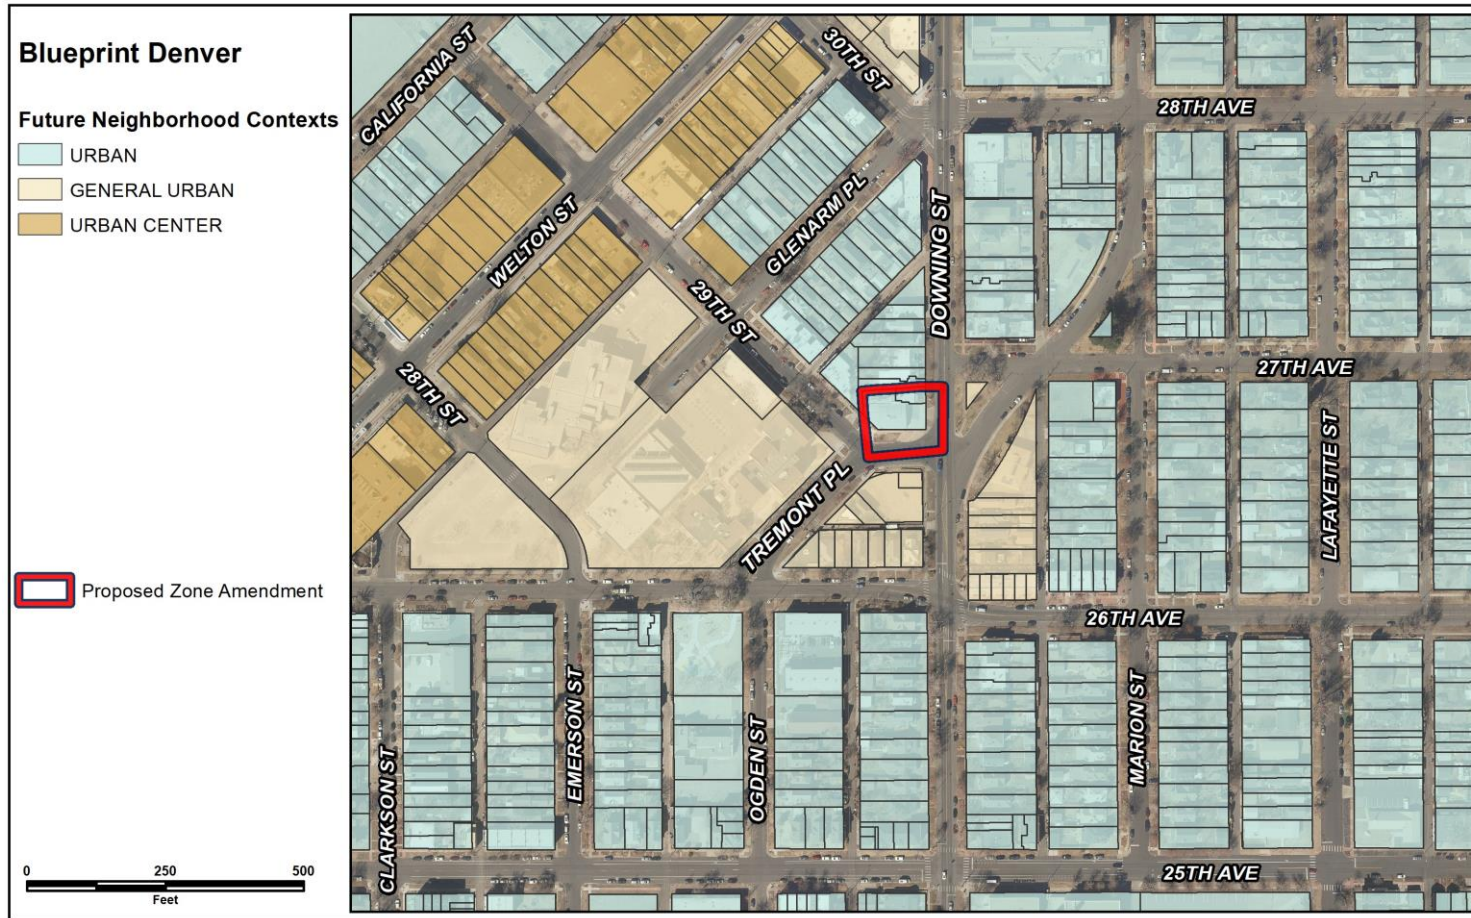 Blueprint Denver
Future Neighborhood Contexts
URBAN
GENERAL URBAN
URBAN CENTER
Proposed Zone Amendment
0 250 500
Feet
CALIFORNIA ST
30TH ST
28TH AVE
WELTON ST
GLENARM PL
DOWNING ST
29TH ST
27TH AVE
28TH ST
TREMONT PL
LAFAYETTE ST
26TH AVE
EMERSON ST
OGDEN ST
MARION ST
CLARKSON ST
25TH AVE